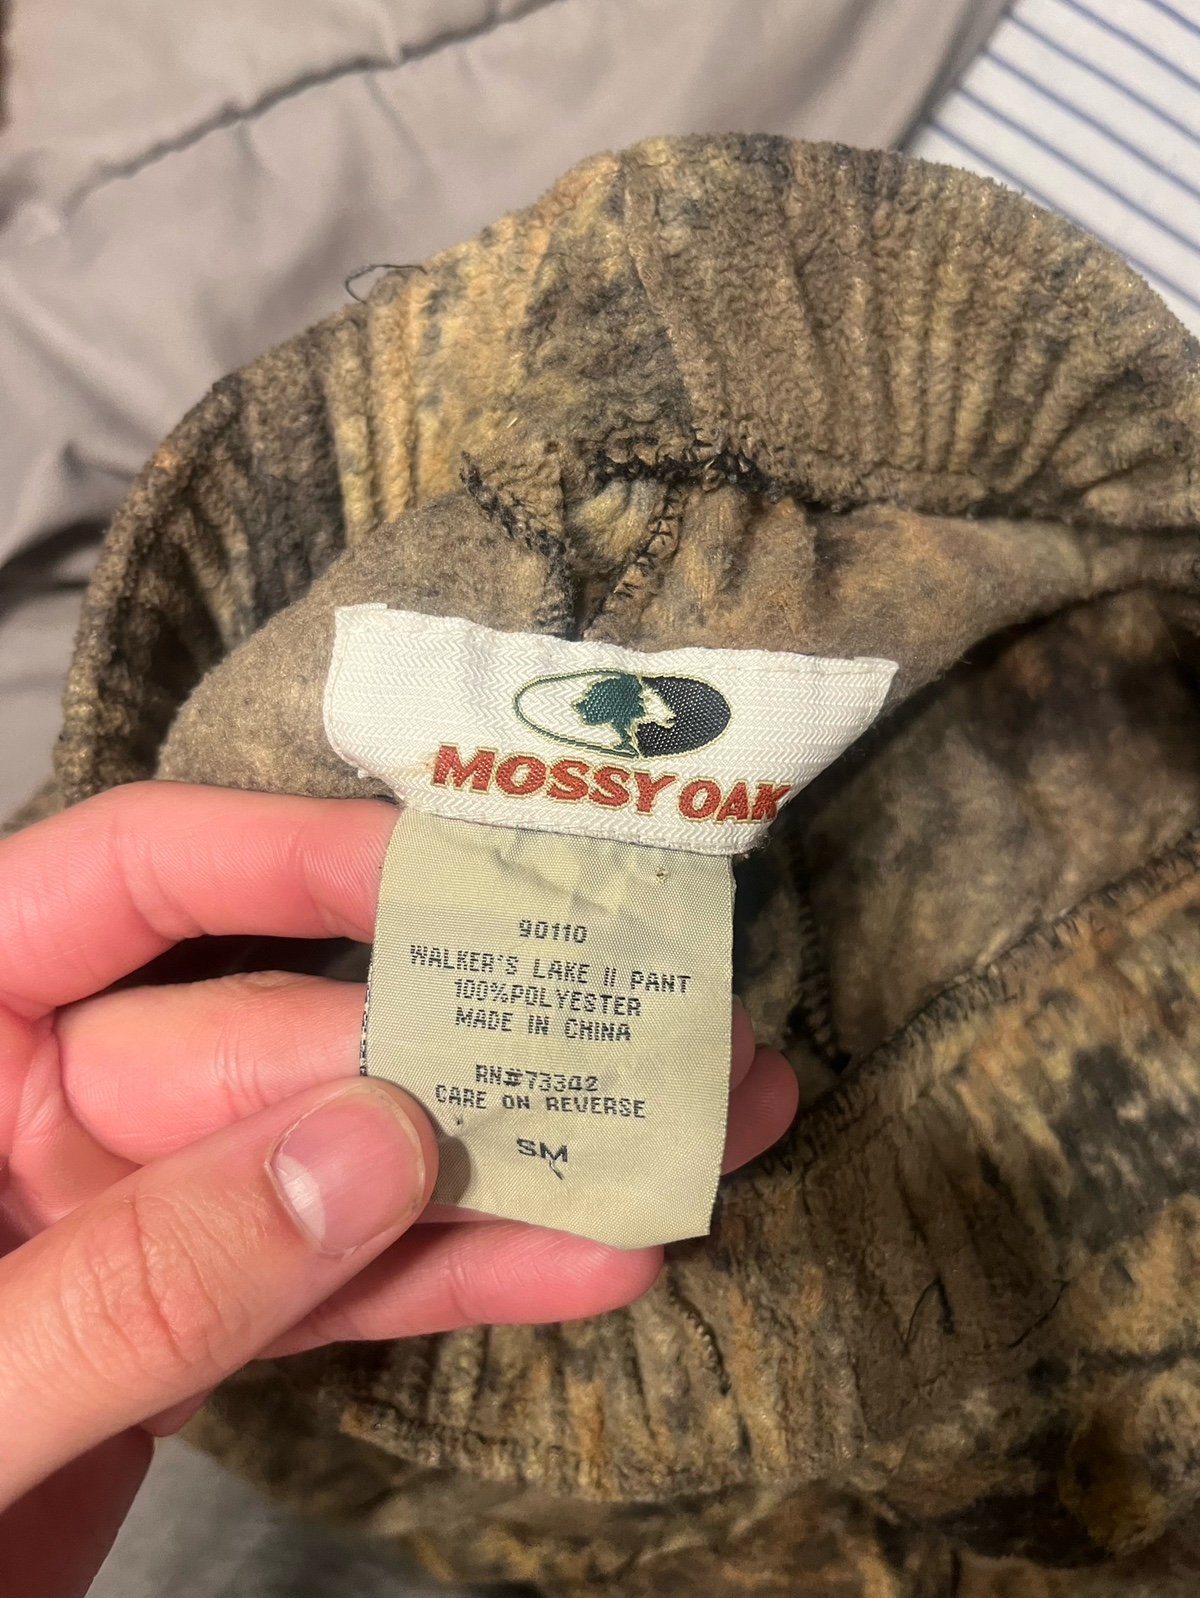 MOSSY OAK
90110
WALKER'S LAKE II PANT
100%POLYESTER
MADE IN CHINA
RN#73342
CARE ON REVERSE
SM